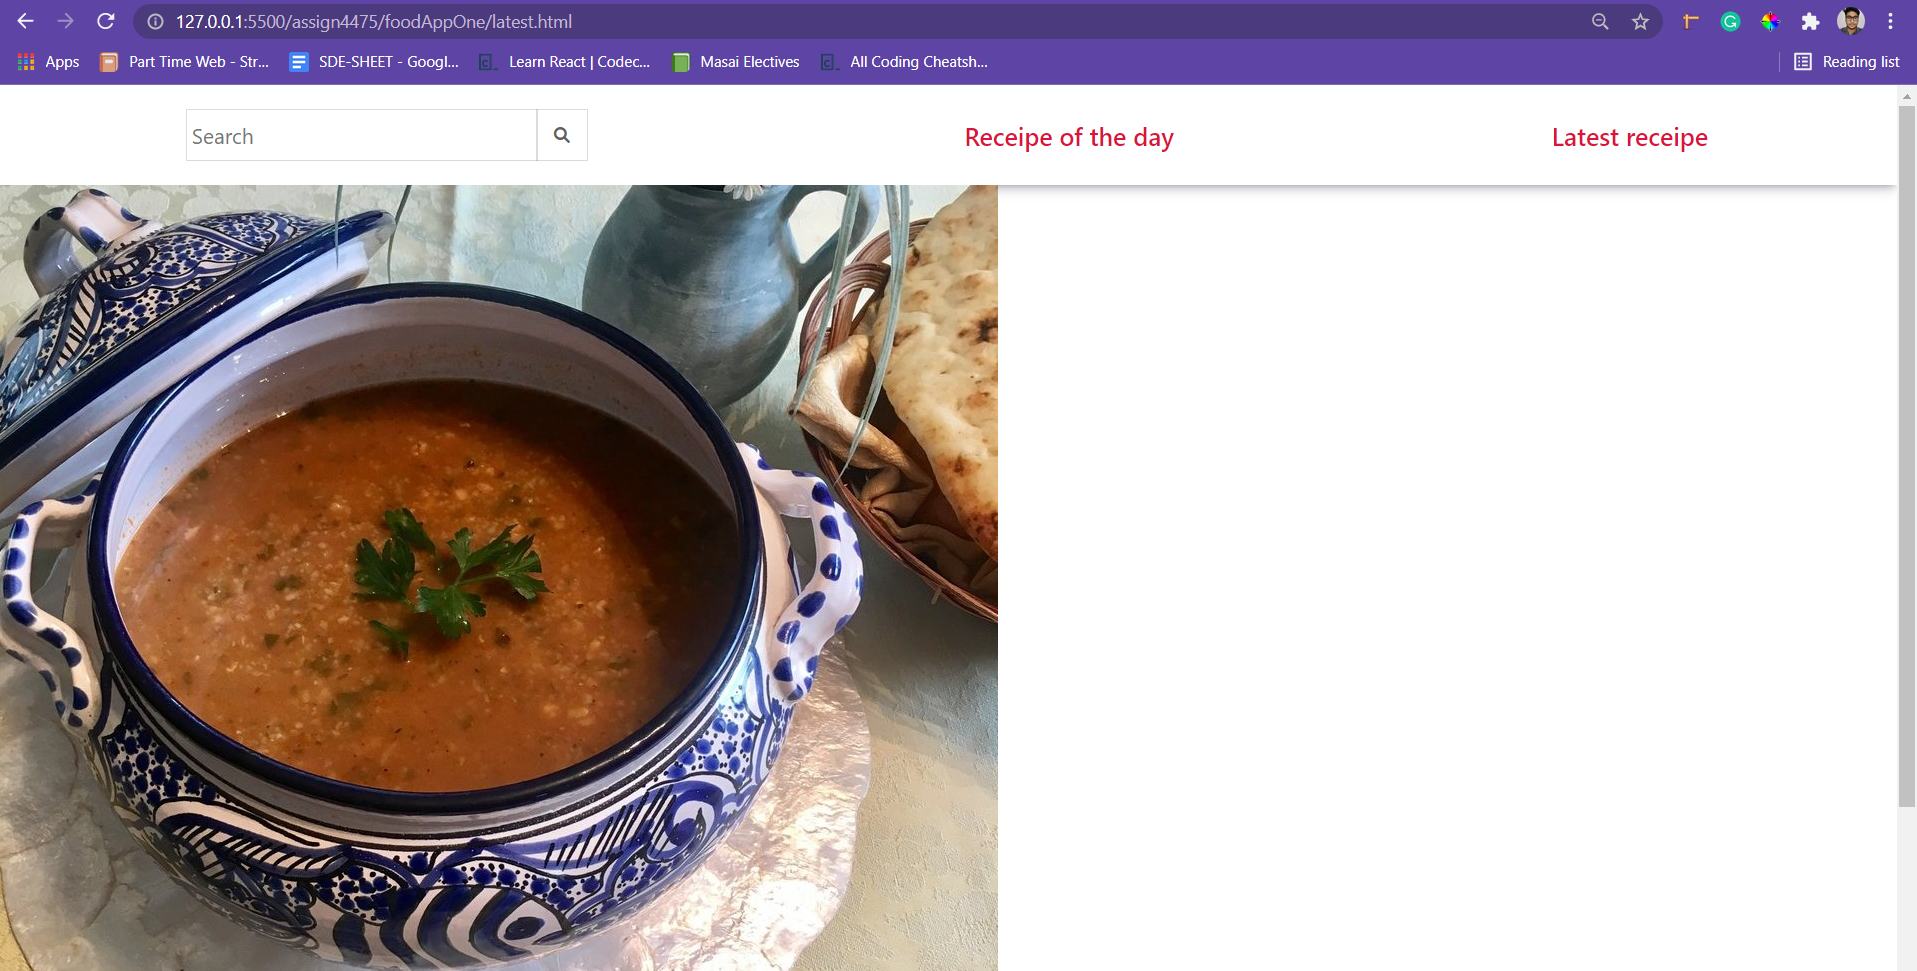 127.0.0.1:5500/assign4475/foodAppOne/latest.html
Apps Part Time Web - Str... SDE-SHEET - Googl... Learn React | Codec... Masai Electives All Coding Cheatsh... Reading list
Search Receipe of the day Latest receipe